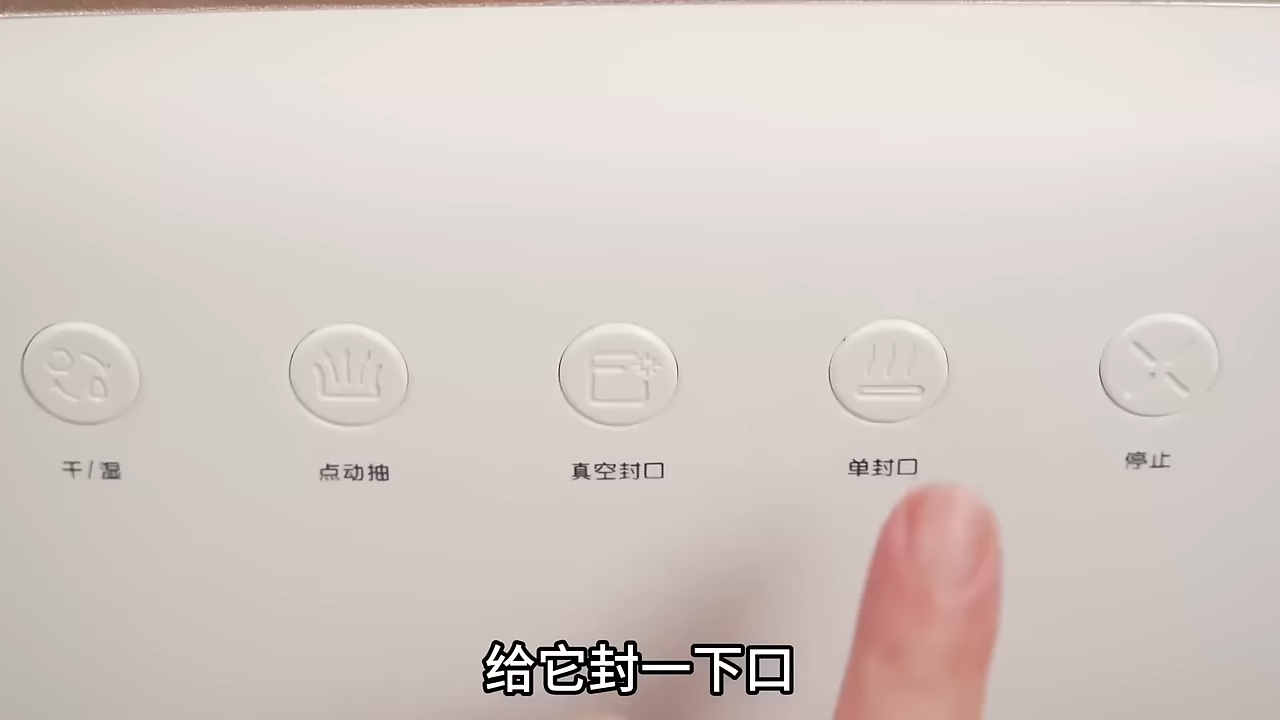 干/湿
点动抽
真空封口
单封口
停止
给它封一下口